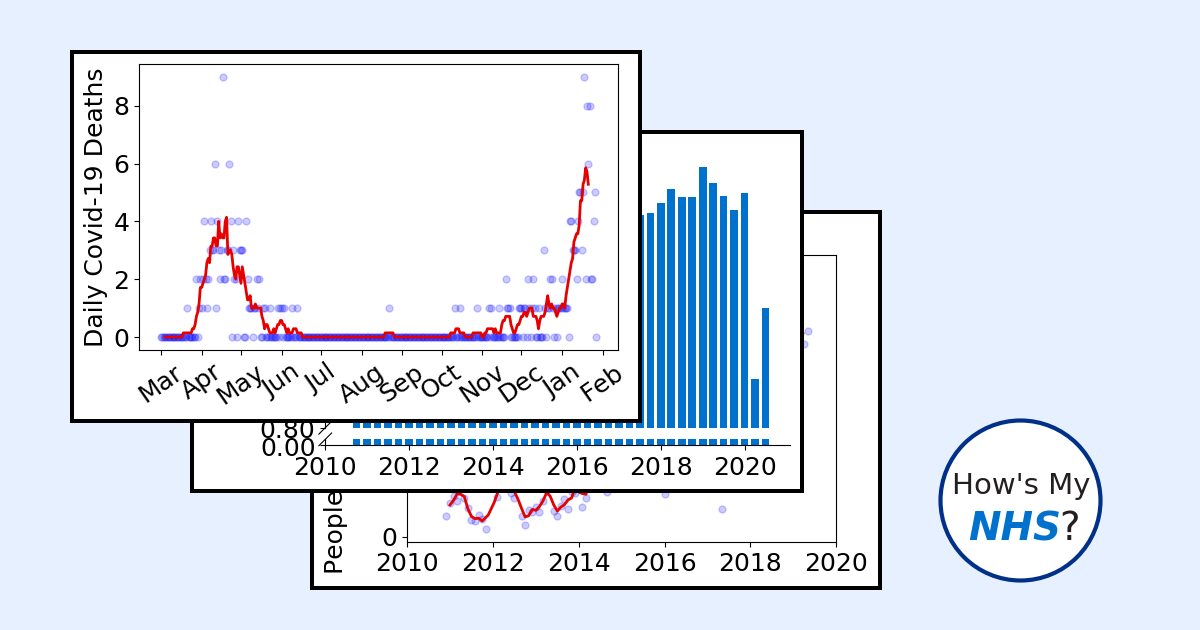 Daily Covid-19 Deaths
8
6
4
2
0
Mar Apr May Jun Jul Aug Sep Oct Nov Dec Jan Feb
0.80
0.00
2010 2012 2014 2016 2018 2020
People
0
2010 2012 2014 2016 2018 2020
How's My
NHS?